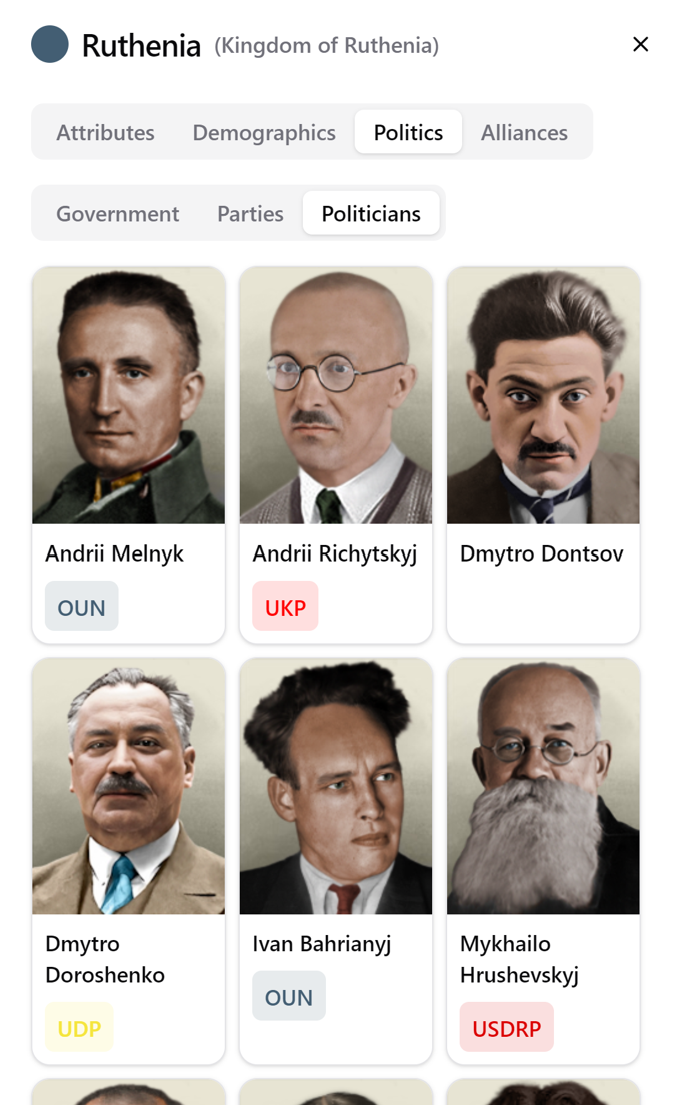 Ruthenia (Kingdom of Ruthenia)
Attributes Demographics Politics Alliances
Government Parties Politicians
Andrii Melnyk
OUN
Andrii Richytskyj
UKP
Dmytro Dontsov
Dmytro
Doroshenko
UDP
Ivan Bahrianyj
OUN
Mykhailo
Hrushevskyj
USDRP